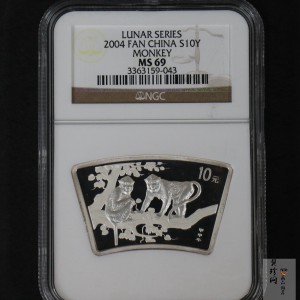 LUNAR SERIES
2004 FAN CHINA S10Y
MONKEY
MS 69
3363159-043
NGC
10元